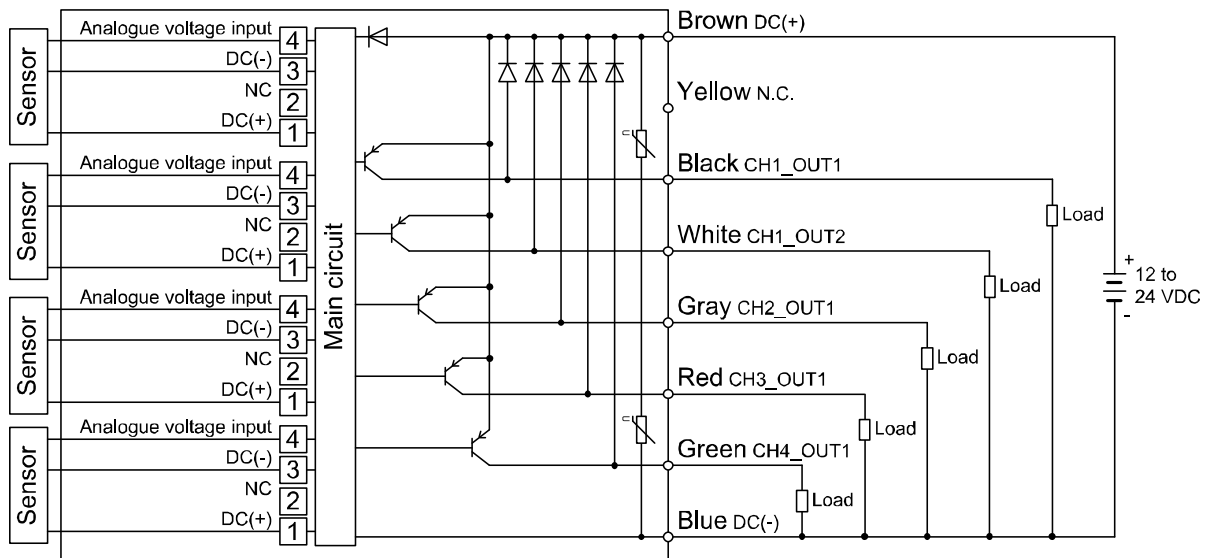 Sensor
Analogue voltage input 4
DC(-) 3
NC 2
DC(+) 1
Sensor
Analogue voltage input 4
DC(-) 3
NC 2
DC(+) 1
Sensor
Analogue voltage input 4
DC(-) 3
NC 2
DC(+) 1
Sensor
Analogue voltage input 4
DC(-) 3
NC 2
DC(+) 1
Main circuit
Brown DC(+)
Yellow N.C.
Black CH1_OUT1
White CH1_OUT2
Gray CH2_OUT1
Red CH3_OUT1
Green CH4_OUT1
Blue DC(-)
Load
Load
Load
Load
Load
+
12 to
24 VDC
-